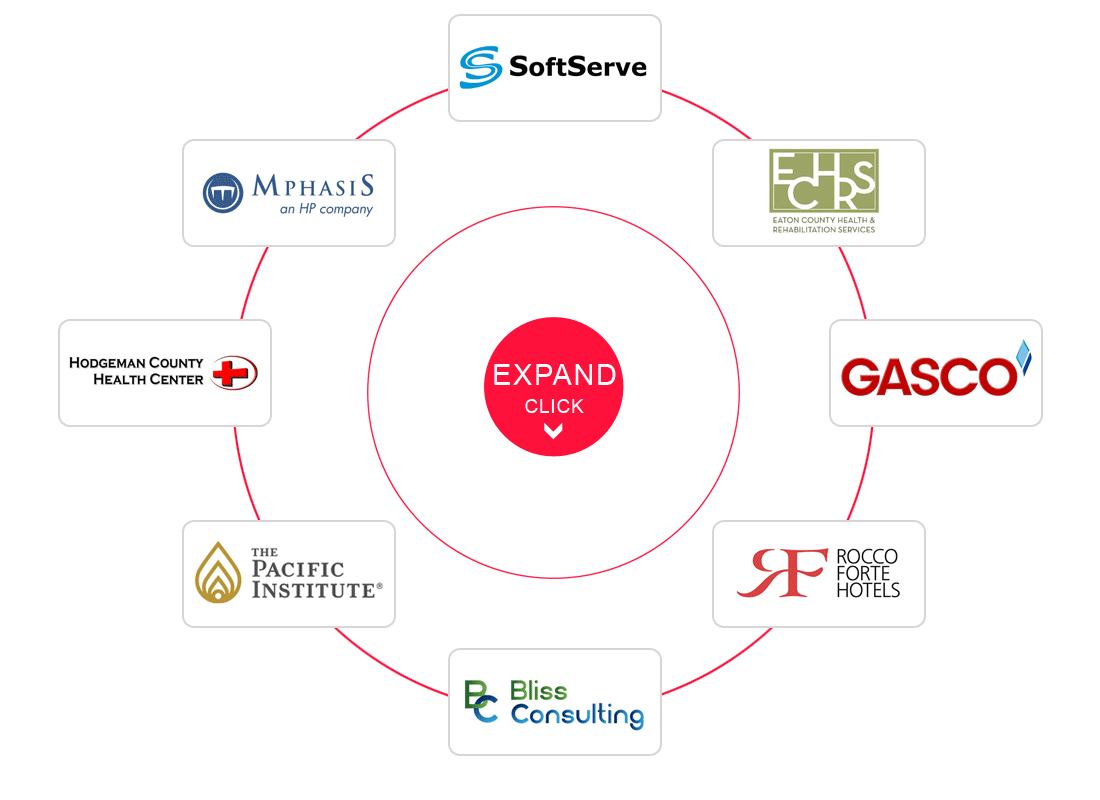 SoftServe
MPHASIS
an HP company
ECHRS
EATON COUNTY HEALTH &
REHABILITATION SERVICES
HODGEMAN COUNTY
HEALTH CENTER
EXPAND
CLICK
GASCO
THE
PACIFIC
INSTITUTE®
RF
ROCCO
FORTE
HOTELS
BC
Bliss
Consulting